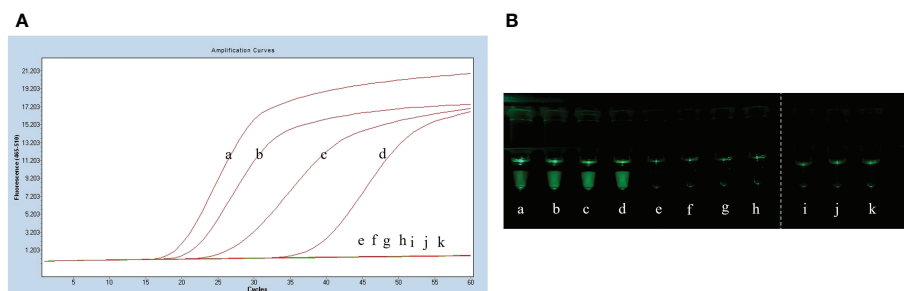 A
B
Amplification Curves
Fluorescence (465-510)
21.203
19.203
17.203
15.203
13.203
11.203
9.203
7.203
5.203
3.203
1.203
a b c d
e f g h i j k
5 10 15 20 25 30 35 40 45 50 55 60
Cycles
a b c d e f g h i j k